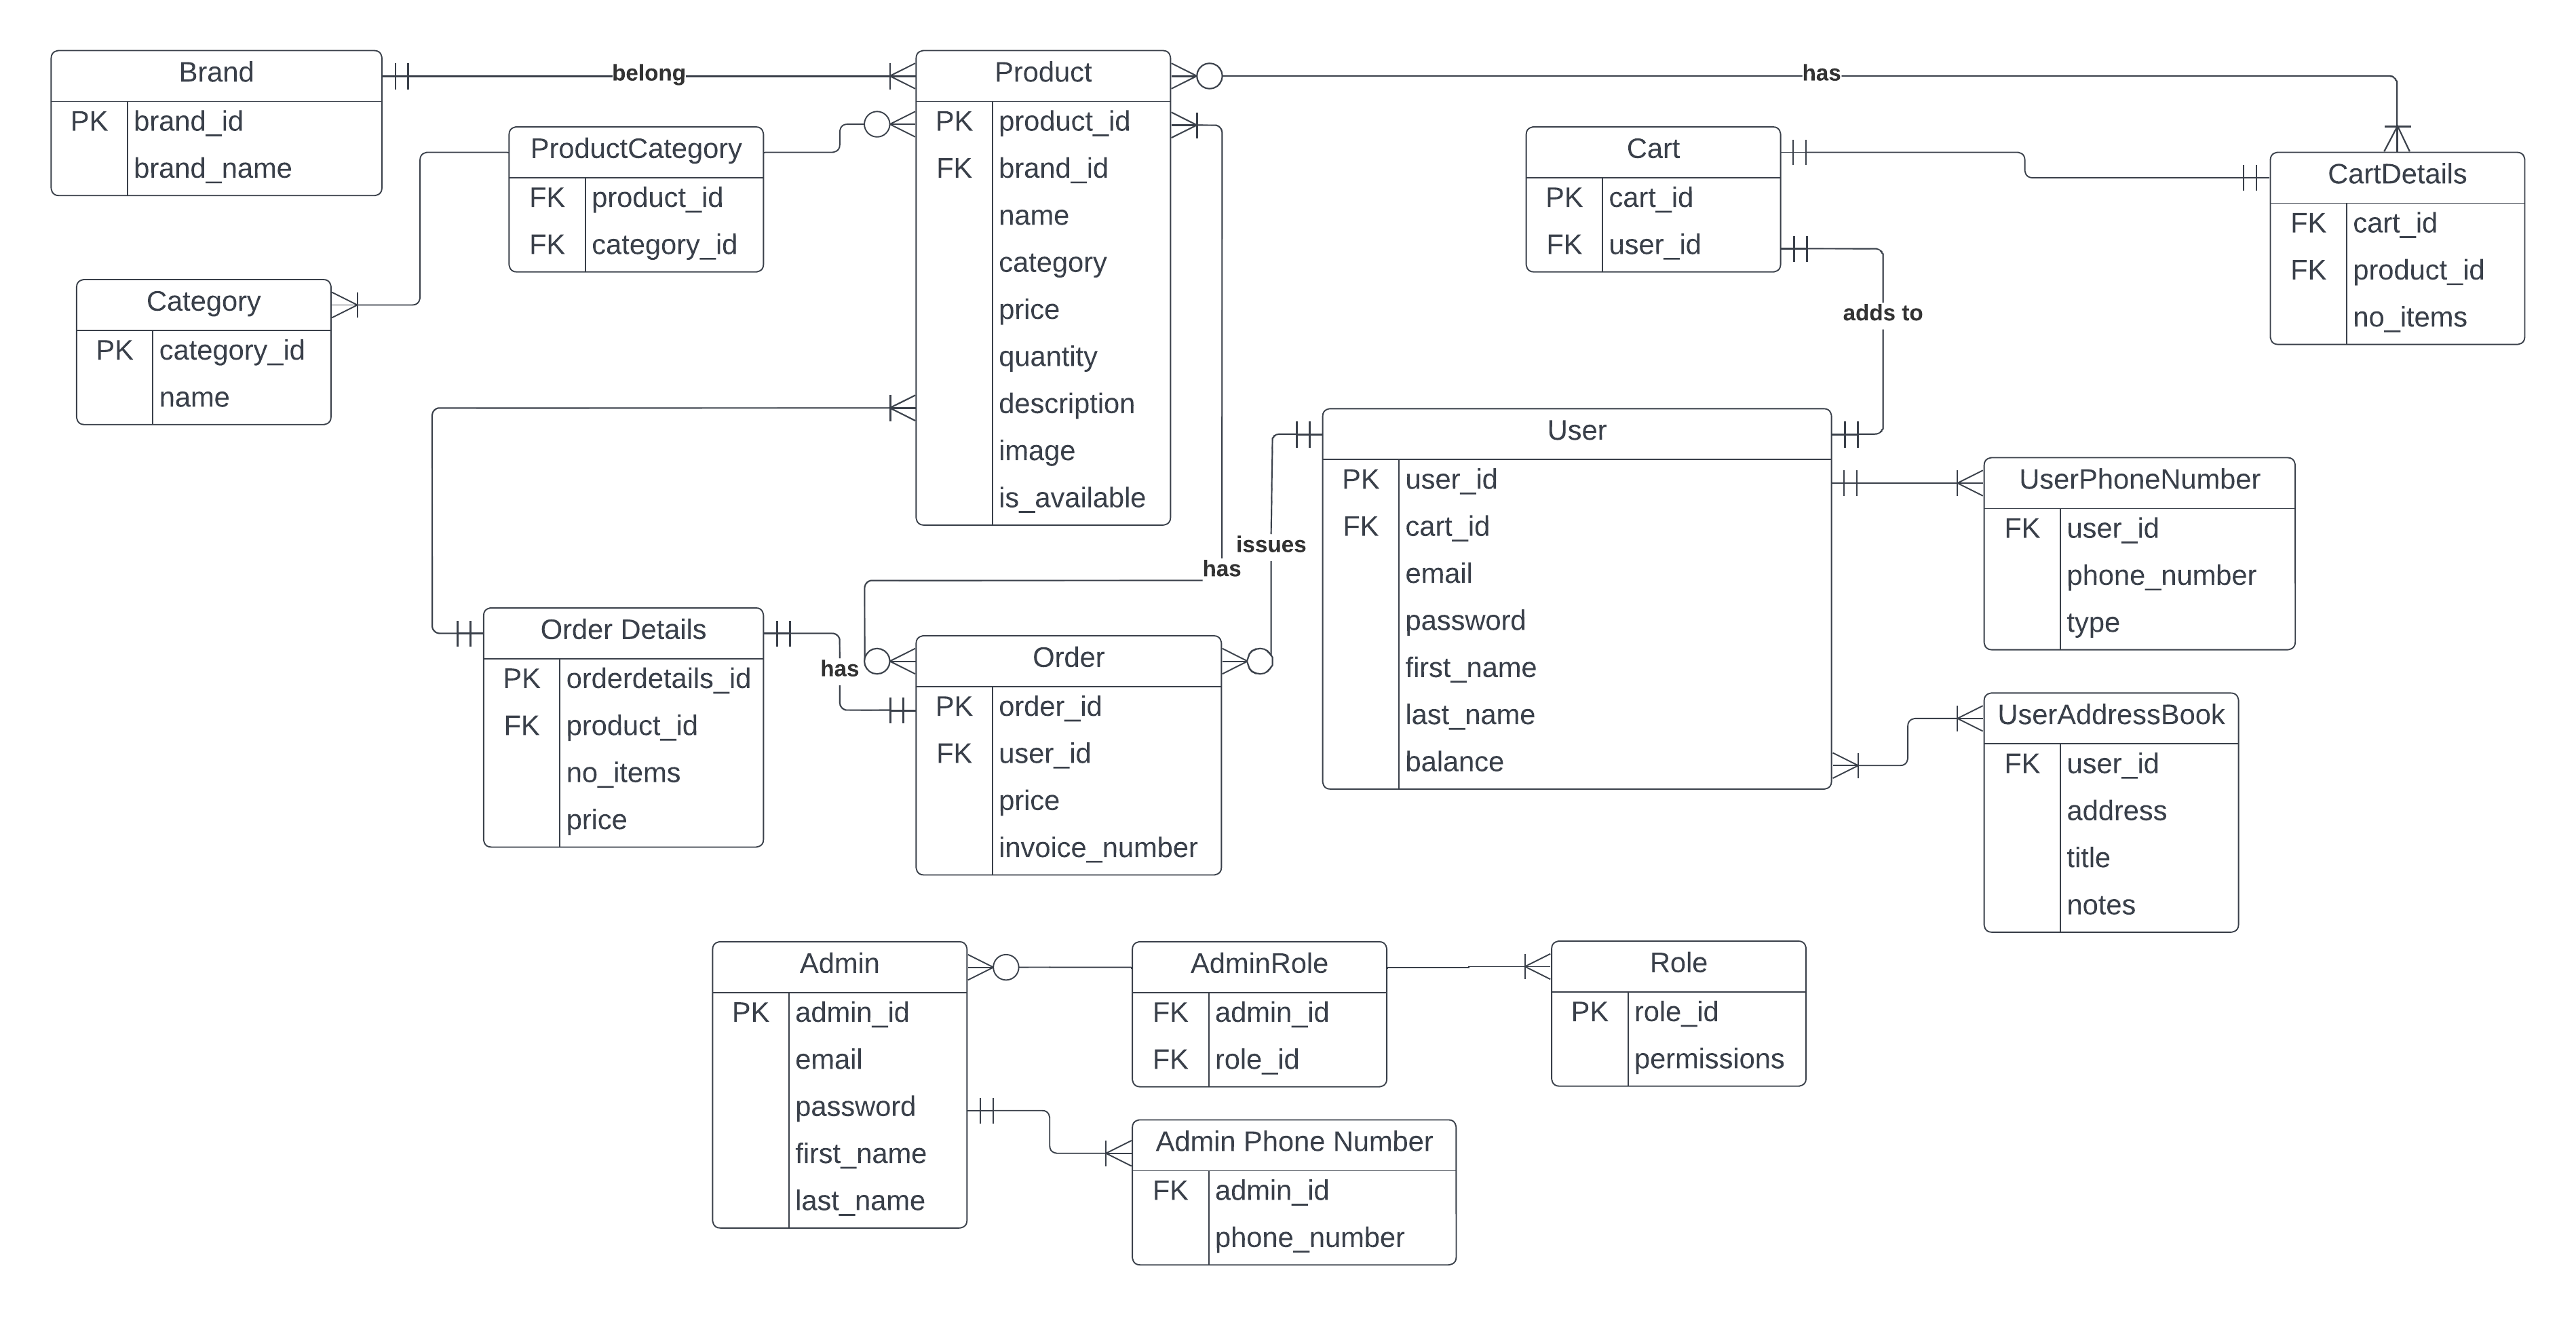 Brand
PK brand_id
brand_name
belong
Product
PK product_id
FK brand_id
name
category
price
quantity
description
image
is_available
has
ProductCategory
FK product_id
FK category_id
Cart
PK cart_id
FK user_id
CartDetails
FK cart_id
FK product_id
no_items
Category
PK category_id
name
adds to
User
PK user_id
FK cart_id
email
password
first_name
last_name
balance
UserPhoneNumber
FK user_id
phone_number
type
issues
has
Order Details
PK orderdetails_id
FK product_id
no_items
price
has
Order
PK order_id
FK user_id
price
invoice_number
UserAddressBook
FK user_id
address
title
notes
Admin
PK admin_id
email
password
first_name
last_name
AdminRole
FK admin_id
FK role_id
Role
PK role_id
permissions
Admin Phone Number
FK admin_id
phone_number